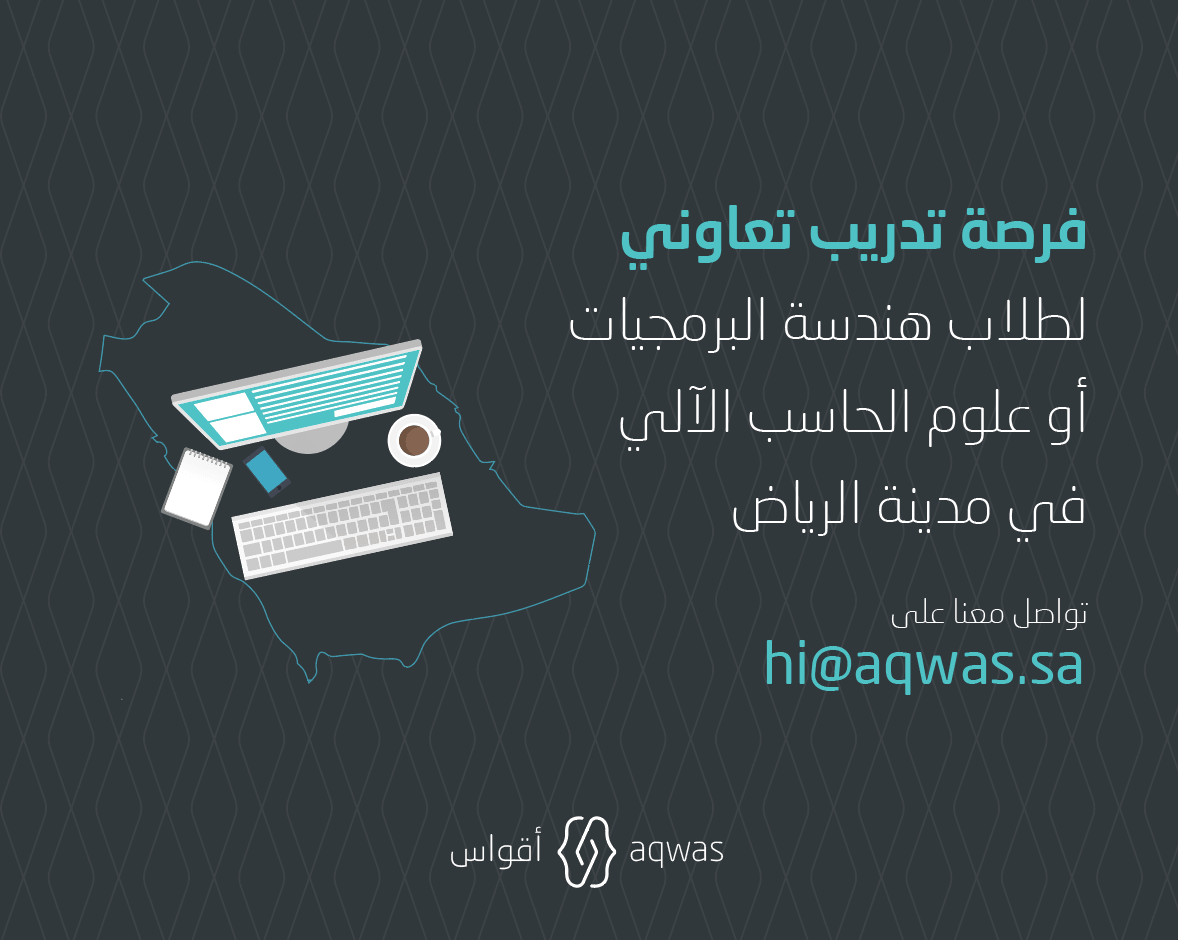 فرصة تدريب تعاوني
لطلاب هندسة البرمجيات
أو علوم الحاسب الآلي
في مدينة الرياض
تواصل معنا على
hi@aqwas.sa
أقواس aqwas